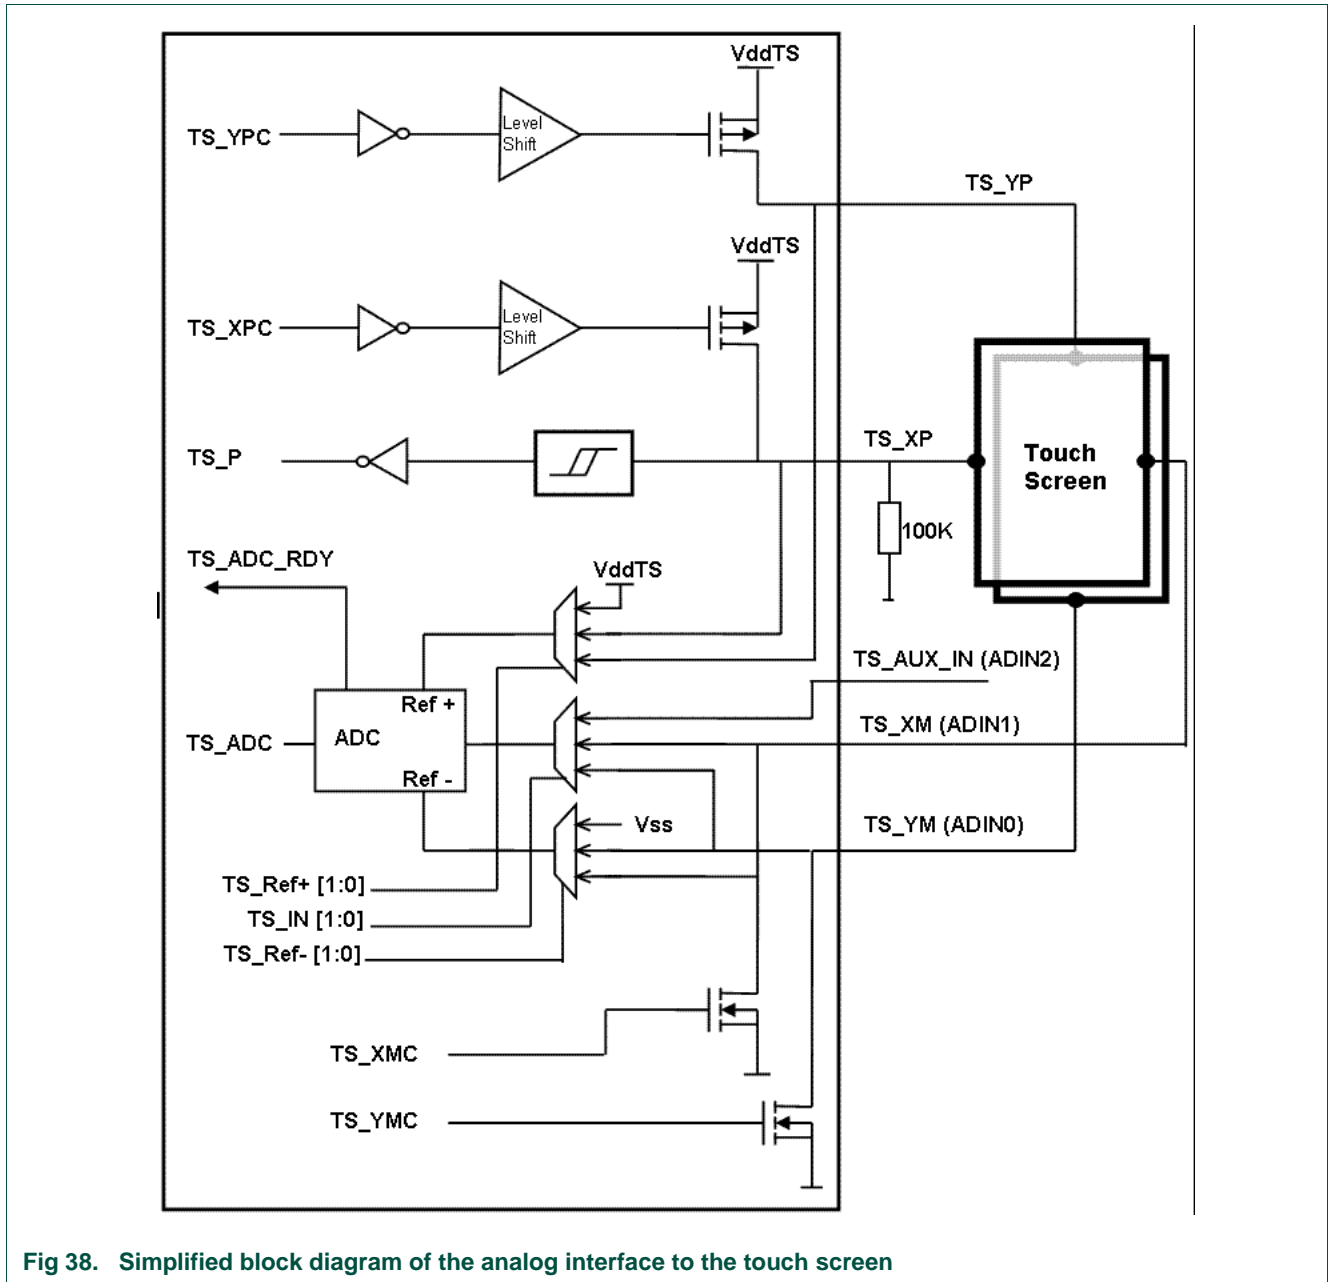 VddTS
TS_YPC
Level
Shift
TS_YP
VddTS
TS_XPC
Level
Shift
TS_XP
TS_P
Touch
Screen
100K
TS_ADC_RDY
VddTS
TS_AUX_IN (ADIN2)
Ref +
TS_XM (ADIN1)
TS_ADC
ADC
Ref -
Vss
TS_YM (ADIN0)
TS_Ref+ [1:0]
TS_IN [1:0]
TS_Ref- [1:0]
TS_XMC
TS_YMC
Fig 38. Simplified block diagram of the analog interface to the touch screen